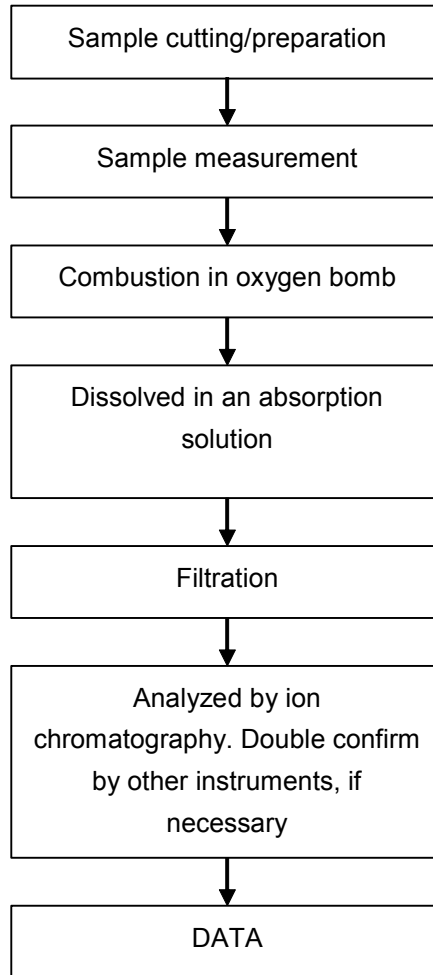 Sample cutting/preparation
Sample measurement
Combustion in oxygen bomb
Dissolved in an absorption
solution
Filtration
Analyzed by ion
chromatography. Double confirm
by other instruments, if
necessary
DATA